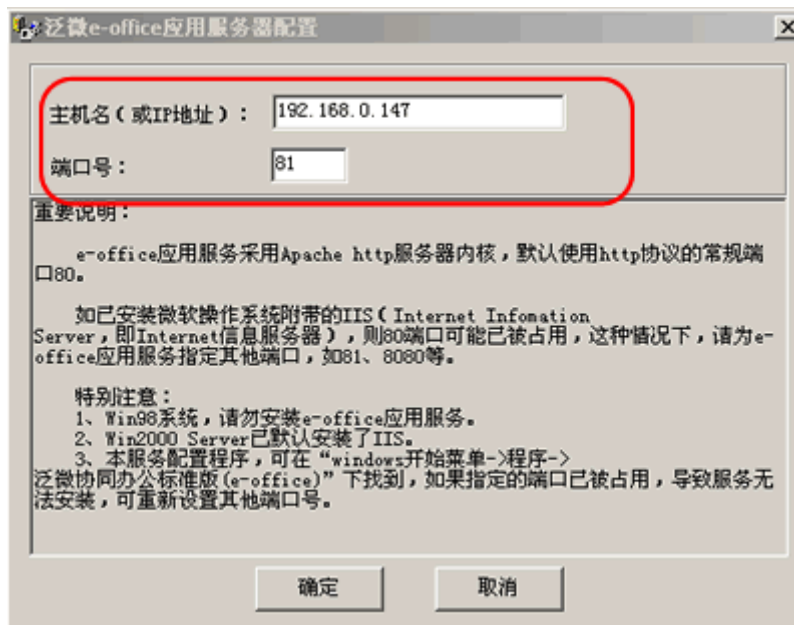 泛微e-office应用服务器配置
主机名(或IP地址): 192.168.0.147
端口号: 81
重要说明:
e-office应用服务采用Apache http服务器内核,默认使用http协议的常规端
口80。
如已安装微软操作系统附带的IIS(Internet Infomation
Server,即Internet信息服务器),则80端口可能已被占用,这种情况下,请为e-
office应用服务指定其他端口,如81、8080等。
特别注意:
1、Win98系统,请勿安装e-office应用服务。
2、Win2000 Server已默认安装了IIS。
3、本服务配置程序,可在“windows开始菜单->程序->
泛微协同办公标准版(e-office)”下找到,如果指定的端口已被占用,导致服务无
法安装,可重新设置其他端口号。
确定 取消